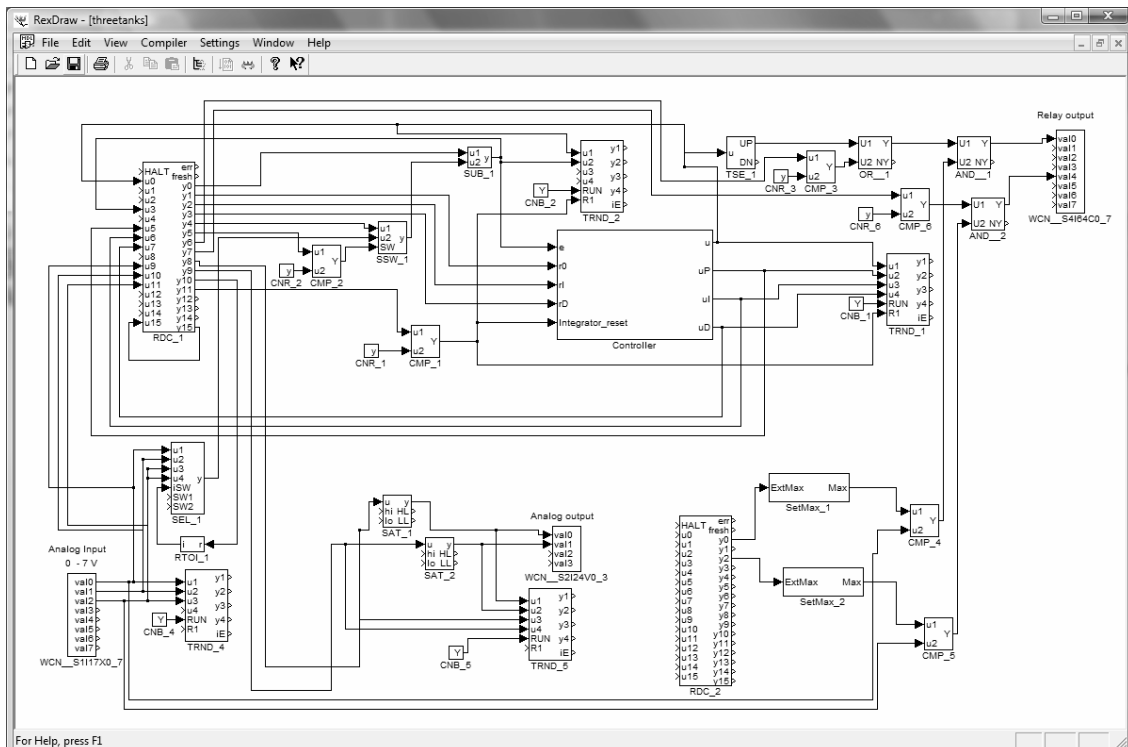 RexDraw - [threetanks]
File Edit View Compiler Settings Window Help
Relay output
val0
val1
val2
val3
val4
val5
val6
val7
WCN__S4I64C0_7
HALT
u0
u1
u2
u3
u4
u5
u6
u7
u8
u9
u10
u11
u12
u13
u14
u15
err
fresh
y0
y1
y2
y3
y4
y5
y6
y7
y8
y9
y10
y11
y12
y13
y14
y15
RDC_1
u1
u2
y
SUB_1
u1
u2
u3
u4
RUN
R1
y1
y2
y3
y4
iE
TRND_2
Y
CNB_2
u
UP
DN
TSE_1
y
CNR_3
u1
u2
Y
CMP_3
U1 Y
U2 NY
OR__1
U1 Y
U2 NY
AND__1
y
CNR_6
u1
u2
Y
CMP_6
U1 Y
U2 NY
AND__2
u1
u2
SW
y
SSW_1
y
CNR_2
u1
u2
Y
CMP_2
y
CNR_1
u1
u2
Y
CMP_1
e
r0
rI
rD
Integrator_reset
u
uP
uI
uD
Controller
Y
CNB_1
u1
u2
u3
u4
RUN
R1
y1
y2
y3
y4
iE
TRND_1
u1
u2
u3
u4
iSW
SW1
SW2
y
SEL_1
i r
RTOI_1
Analog Input
0 - 7 V
val0
val1
val2
val3
val4
val5
val6
val7
WCN__S1I17X0_7
Y
CNB_4
u1
u2
u3
u4
RUN
R1
y1
y2
y3
y4
iE
TRND_4
u y
hi HL
lo LL
SAT_1
u y
hi HL
lo LL
SAT_2
Analog output
val0
val1
val2
val3
WCN__S2I24V0_3
Y
CNB_5
u1
u2
u3
u4
RUN
R1
y1
y2
y3
y4
iE
TRND_5
HALT
u0
u1
u2
u3
u4
u5
u6
u7
u8
u9
u10
u11
u12
u13
u14
u15
err
fresh
y0
y1
y2
y3
y4
y5
y6
y7
y8
y9
y10
y11
y12
y13
y14
y15
RDC_2
ExtMax Max
SetMax_1
ExtMax Max
SetMax_2
u1
u2
Y
CMP_4
u1
u2
Y
CMP_5
For Help, press F1